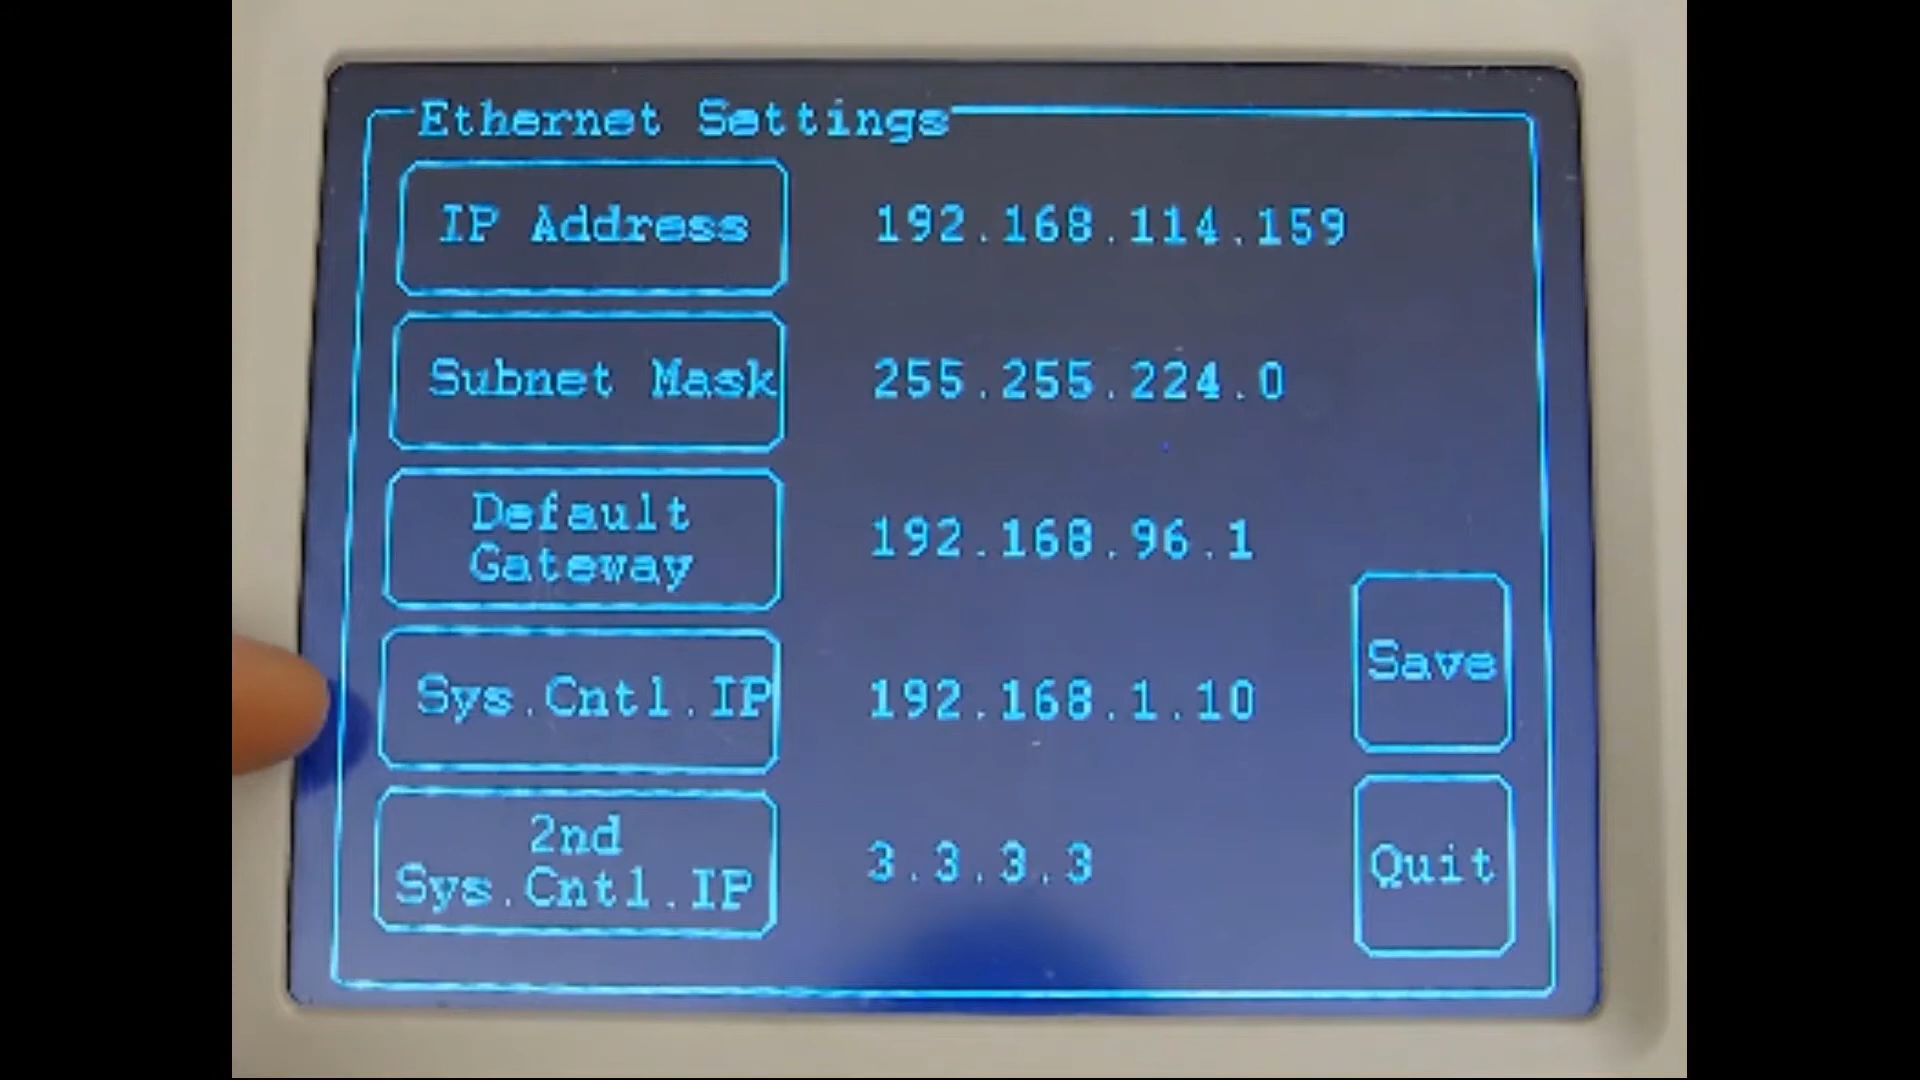 Ethernet Settings
IP Address 192.168.114.159
Subnet Mask 255.255.224.0
Default
Gateway 192.168.96.1
Sys.Cntl.IP 192.168.1.10
Save
2nd
Sys.Cntl.IP 3.3.3.3
Quit